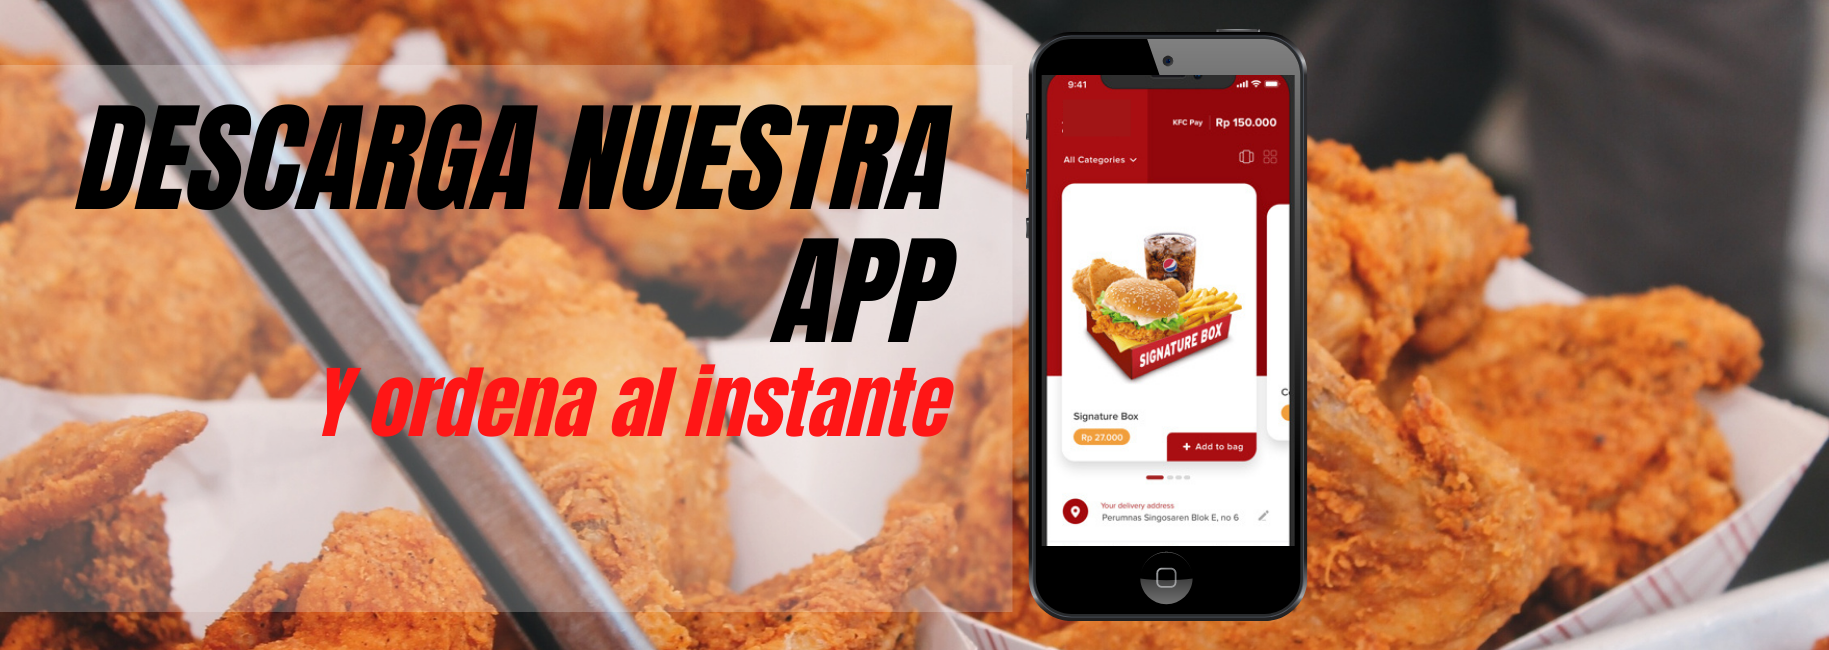 DESCARGA NUESTRA
APP
Y ordena al instante
9:41
KFC Pay
Rp 150.000
All Categories
SIGNATURE BOX
Signature Box
Rp 27.000
+ Add to bag
Your delivery address
Perumnas Singosaren Blok E, no 6